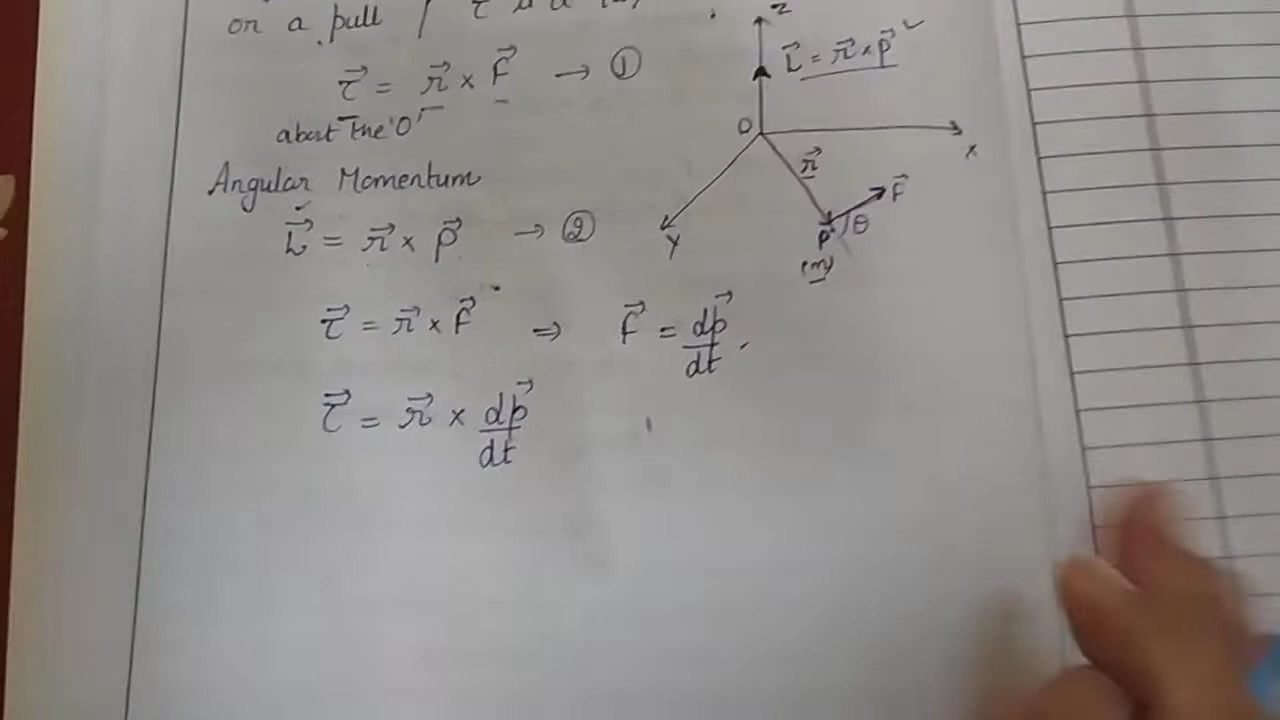 on a pull
τ⃗ = r⃗ × F⃗ → ①
about the 'O'
Angular Momentum
L⃗ = r⃗ × p⃗ → ②
τ⃗ = r⃗ × F⃗ ⇒ F⃗ = dp⃗/dt
τ⃗ = r⃗ × dp⃗/dt
Z
L⃗ = r⃗ × p⃗
O
X
r⃗
F⃗
Y
P
θ
(m)